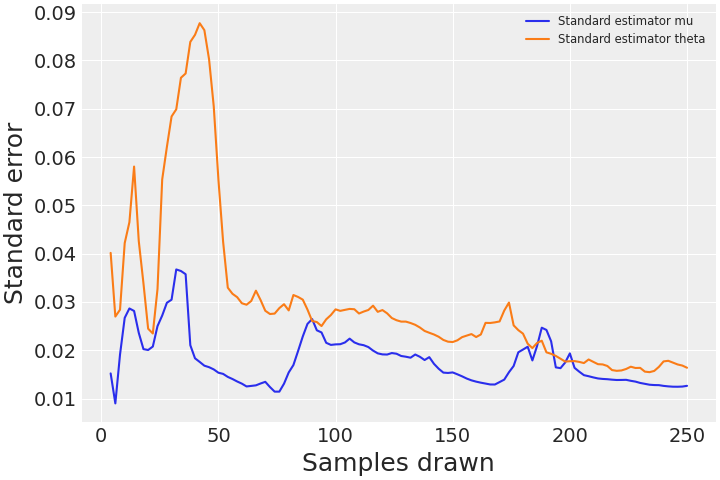 Standard estimator mu
Standard estimator theta
0.09
0.08
0.07
0.06
0.05
0.04
0.03
0.02
0.01
Standard error
0 50 100 150 200 250
Samples drawn